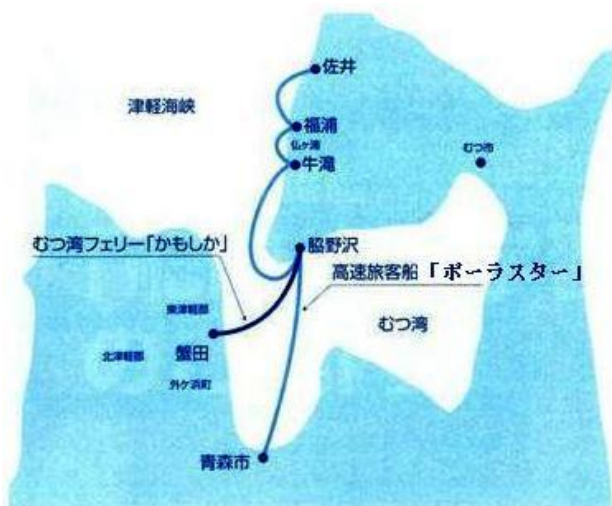 佐井
津軽海峡
福浦
仏ヶ浦
牛滝
むつ市
むつ湾フェリー「かもしか」
脇野沢
高速旅客船「ポーラスター」
東津軽郡
むつ湾
蟹田
北津軽郡
外ヶ浜町
青森市